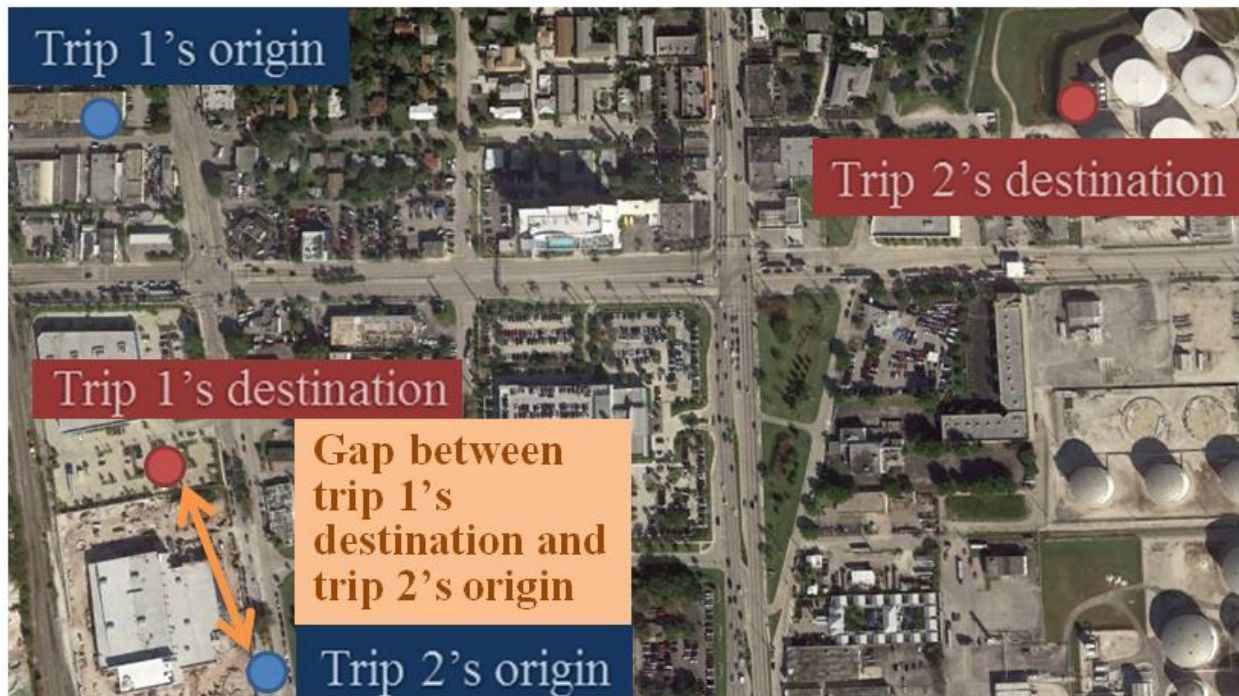 Trip 1’s origin
Trip 2’s destination
Trip 1’s destination
Gap between
trip 1’s
destination and
trip 2’s origin
Trip 2’s origin